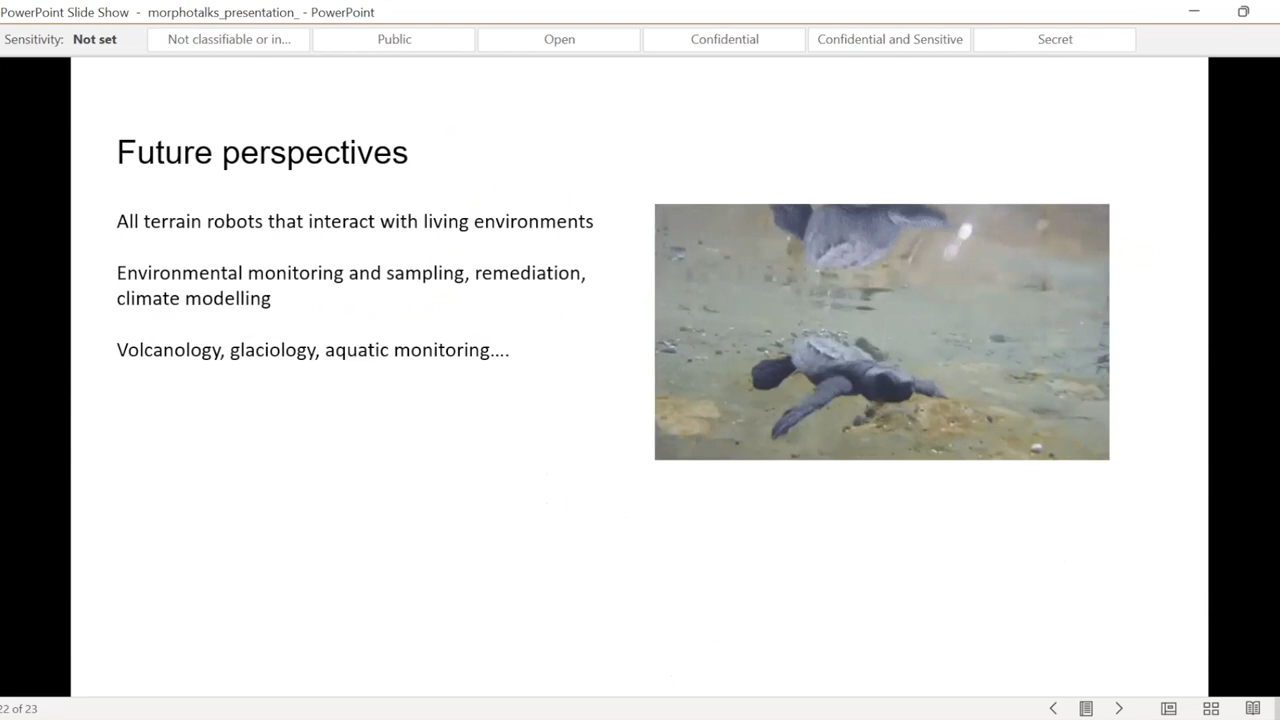 PowerPoint Slide Show - morphotalks_presentation_ - PowerPoint
Sensitivity: Not set
Not classifiable or in...
Public
Open
Confidential
Confidential and Sensitive
Secret
Future perspectives
All terrain robots that interact with living environments
Environmental monitoring and sampling, remediation,
climate modelling
Volcanology, glaciology, aquatic monitoring....
22 of 23